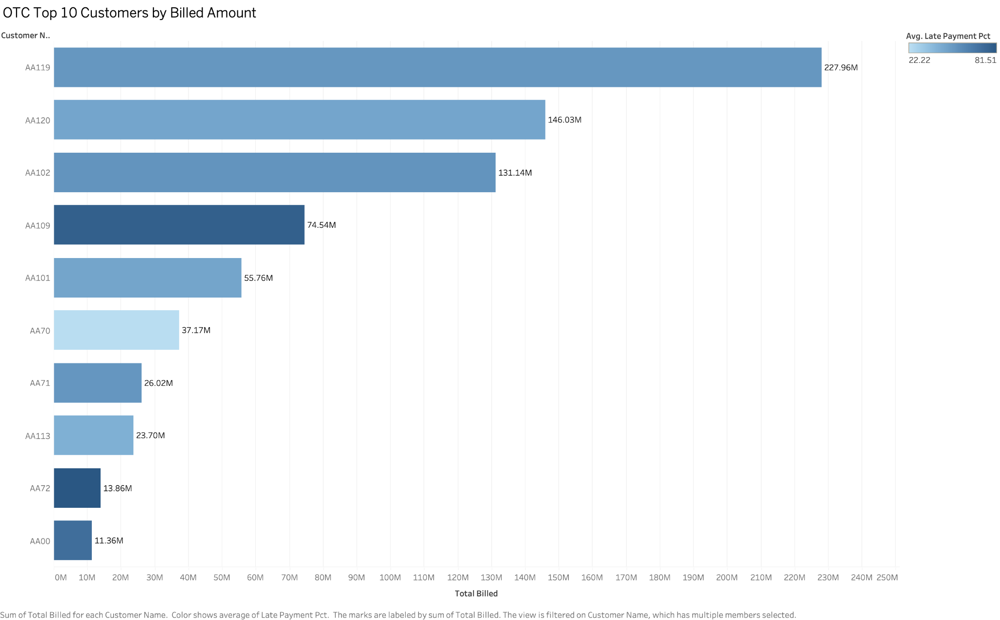 OTC Top 10 Customers by Billed Amount
Customer N..
Avg. Late Payment Pct
22.22 81.51
AA119 227.96M
AA120 146.03M
AA102 131.14M
AA109 74.54M
AA101 55.76M
AA70 37.17M
AA71 26.02M
AA113 23.70M
AA72 13.86M
AA00 11.36M
0M 10M 20M 30M 40M 50M 60M 70M 80M 90M 100M 110M 120M 130M 140M 150M 160M 170M 180M 190M 200M 210M 220M 230M 240M 250M
Total Billed
Sum of Total Billed for each Customer Name.  Color shows average of Late Payment Pct.  The marks are labeled by sum of Total Billed. The view is filtered on Customer Name, which has multiple members selected.